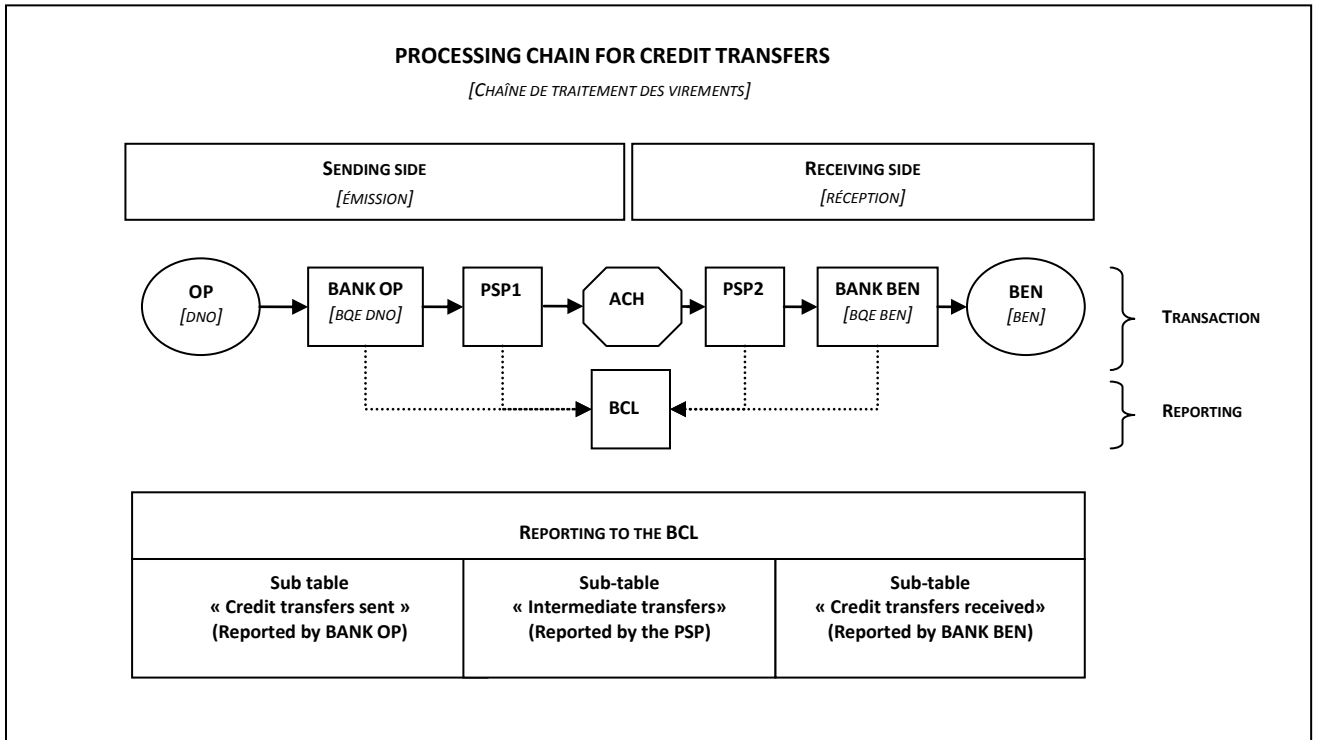 PROCESSING CHAIN FOR CREDIT TRANSFERS
[CHAÎNE DE TRAITEMENT DES VIREMENTS]
SENDING SIDE
[ÉMISSION]
RECEIVING SIDE
[RÉCEPTION]
OP
[DNO]
BANK OP
[BQE DNO]
PSP1
ACH
PSP2
BANK BEN
[BQE BEN]
BEN
[BEN]
TRANSACTION
BCL
REPORTING
REPORTING TO THE BCL
Sub table
« Credit transfers sent »
(Reported by BANK OP)
Sub-table
« Intermediate transfers»
(Reported by the PSP)
Sub-table
« Credit transfers received»
(Reported by BANK BEN)